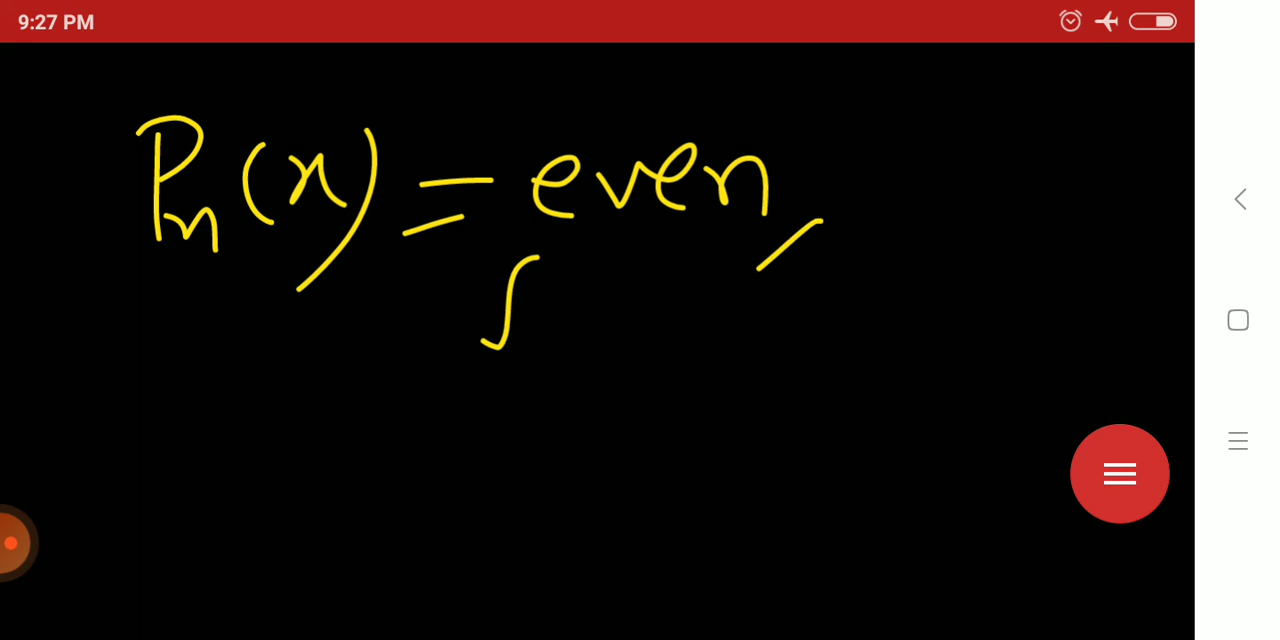 9:27 PM
Pn(x) = even,
∫